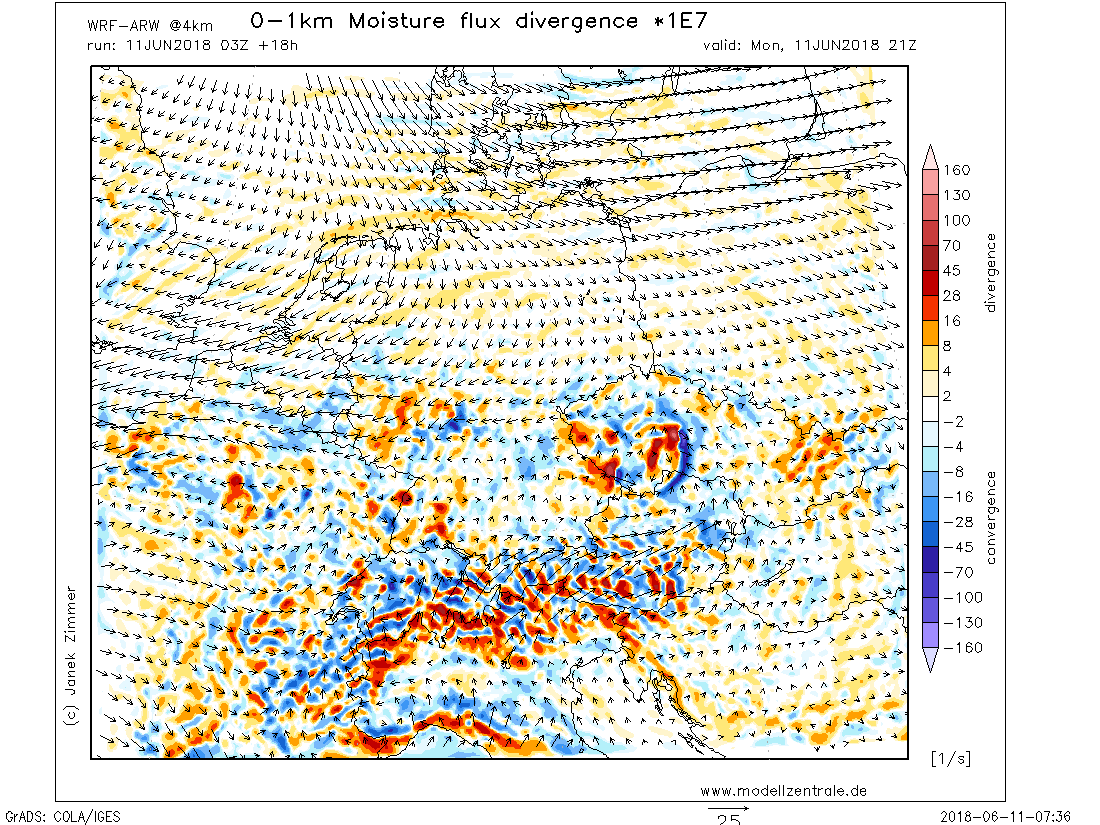 WRF-ARW @4km
0-1km Moisture flux divergence *1E7
run: 11JUN2018 03Z +18h
valid: Mon, 11JUN2018 21Z
160
130
100
70
45
28
16
8
4
2
-2
-4
-8
-16
-28
-45
-70
-100
-130
-160
divergence
convergence
[1/s]
(c) Janek Zimmer
www.modellzentrale.de
25
GrADS: COLA/IGES
2018-06-11-07:36